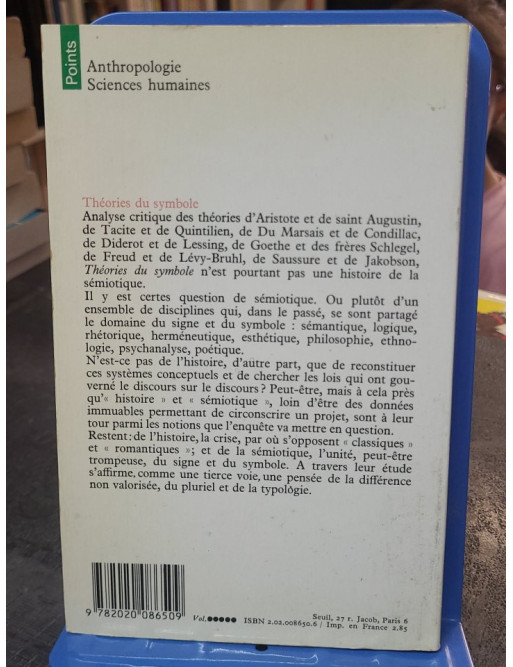 Points
Anthropologie
Sciences humaines
Théories du symbole
Analyse critique des théories d'Aristote et de saint Augustin,
de Tacite et de Quintilien, de Du Marsais et de Condillac,
de Diderot et de Lessing, de Goethe et des frères Schlegel,
de Freud et de Lévy-Bruhl, de Saussure et de Jakobson,
Théories du symbole n'est pourtant pas une histoire de la
sémiotique.
Il y est certes question de sémiotique. Ou plutôt d'un
ensemble de disciplines qui, dans le passé, se sont partagé
le domaine du signe et du symbole : sémantique, logique,
rhétorique, herméneutique, esthétique, philosophie, ethno-
logie, psychanalyse, poétique.
N'est-ce pas de l'histoire, d'autre part, que de reconstituer
ces systèmes conceptuels et de chercher les lois qui ont gou-
verné le discours sur le discours? Peut-être, mais à cela près
qu'« histoire » et « sémiotique », loin d'être des données
immuables permettant de circonscrire un projet, sont à leur
tour parmi les notions que l'enquête va mettre en question.
Restent : de l'histoire, la crise, par où s'opposent « classiques »
et « romantiques »; et de la sémiotique, l'unité, peut-être
trompeuse, du signe et du symbole. A travers leur étude
s'affirme, comme une tierce voie, une pensée de la différence
non valorisée, du pluriel et de la typologie.
9 782020 086509
Vol.●●●●●
ISBN 2.02.008650.6 /
Seuil, 27 r. Jacob, Paris 6
Imp. en France 2.85